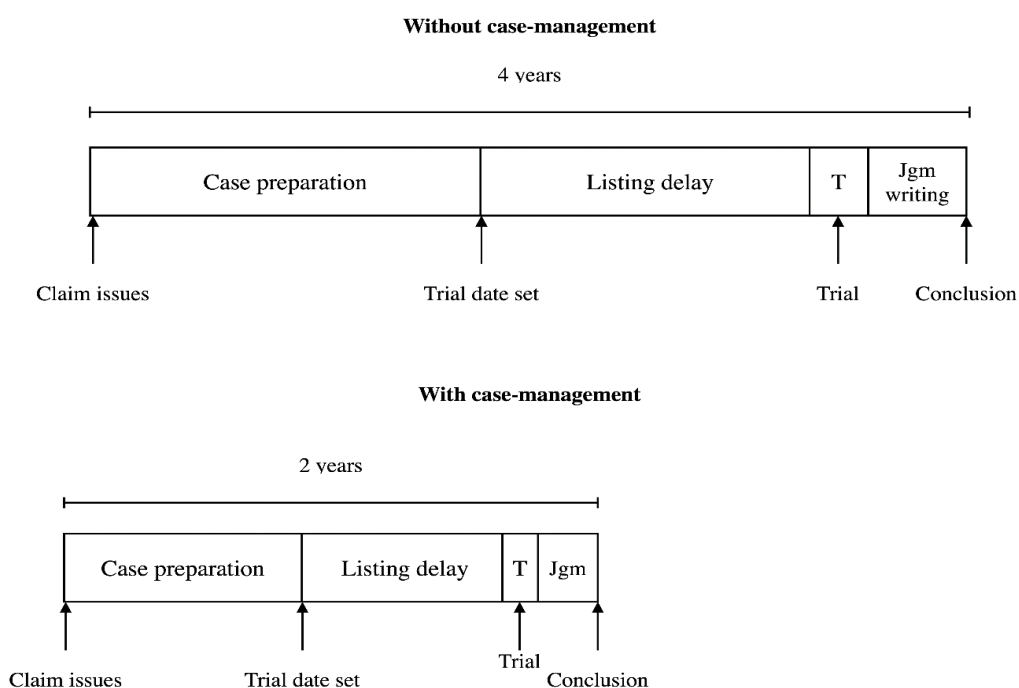 Without case-management
4 years
Case preparation
Listing delay
T
Jgm
writing
Claim issues
Trial date set
Trial
Conclusion
With case-management
2 years
Case preparation
Listing delay
T
Jgm
Claim issues
Trial date set
Trial
Conclusion